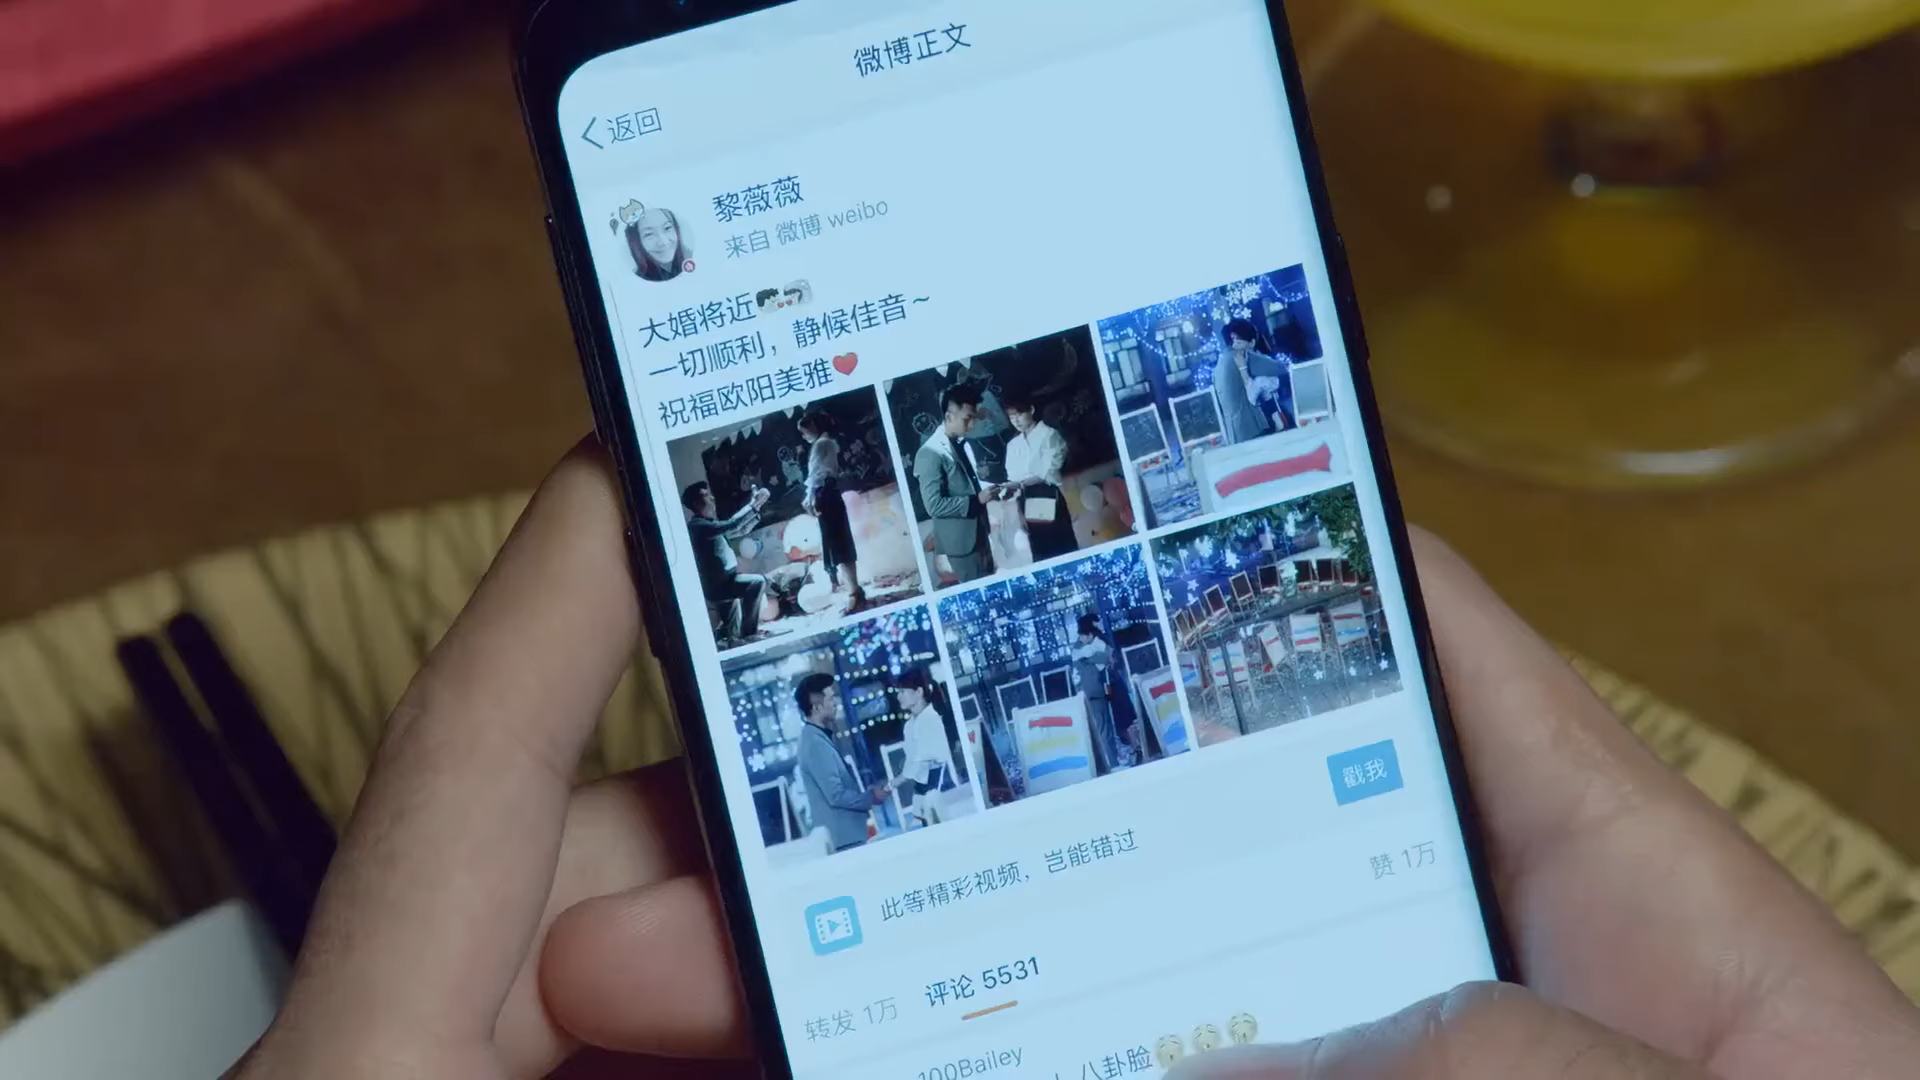 微博正文
返回
黎薇薇
来自 微博 weibo
大婚将近
一切顺利，静候佳音~
祝福欧阳美雅
戳我
此等精彩视频，岂能错过
赞 1万
转发 1万 评论 5531
100Bailey
八卦脸